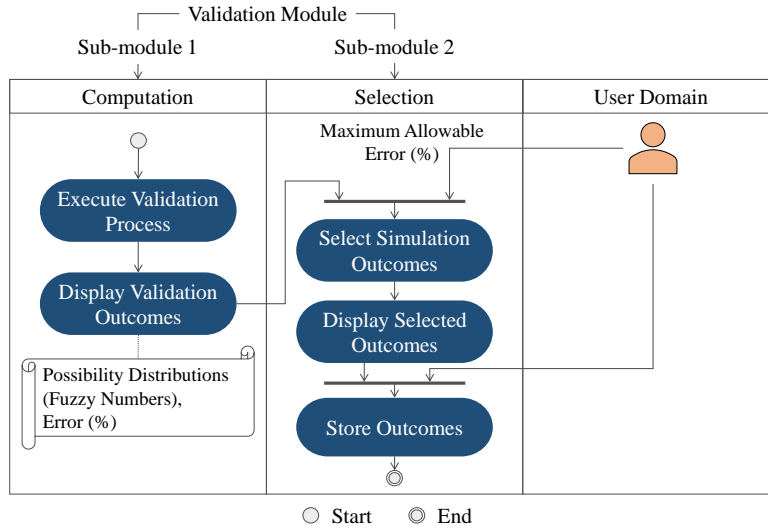 Validation Module
Sub-module 1
Sub-module 2
Computation
Selection
User Domain
Maximum Allowable
Error (%)
Execute Validation
Process
Select Simulation
Outcomes
Display Validation
Outcomes
Display Selected
Outcomes
Possibility Distributions
(Fuzzy Numbers),
Error (%)
Store Outcomes
Start
End